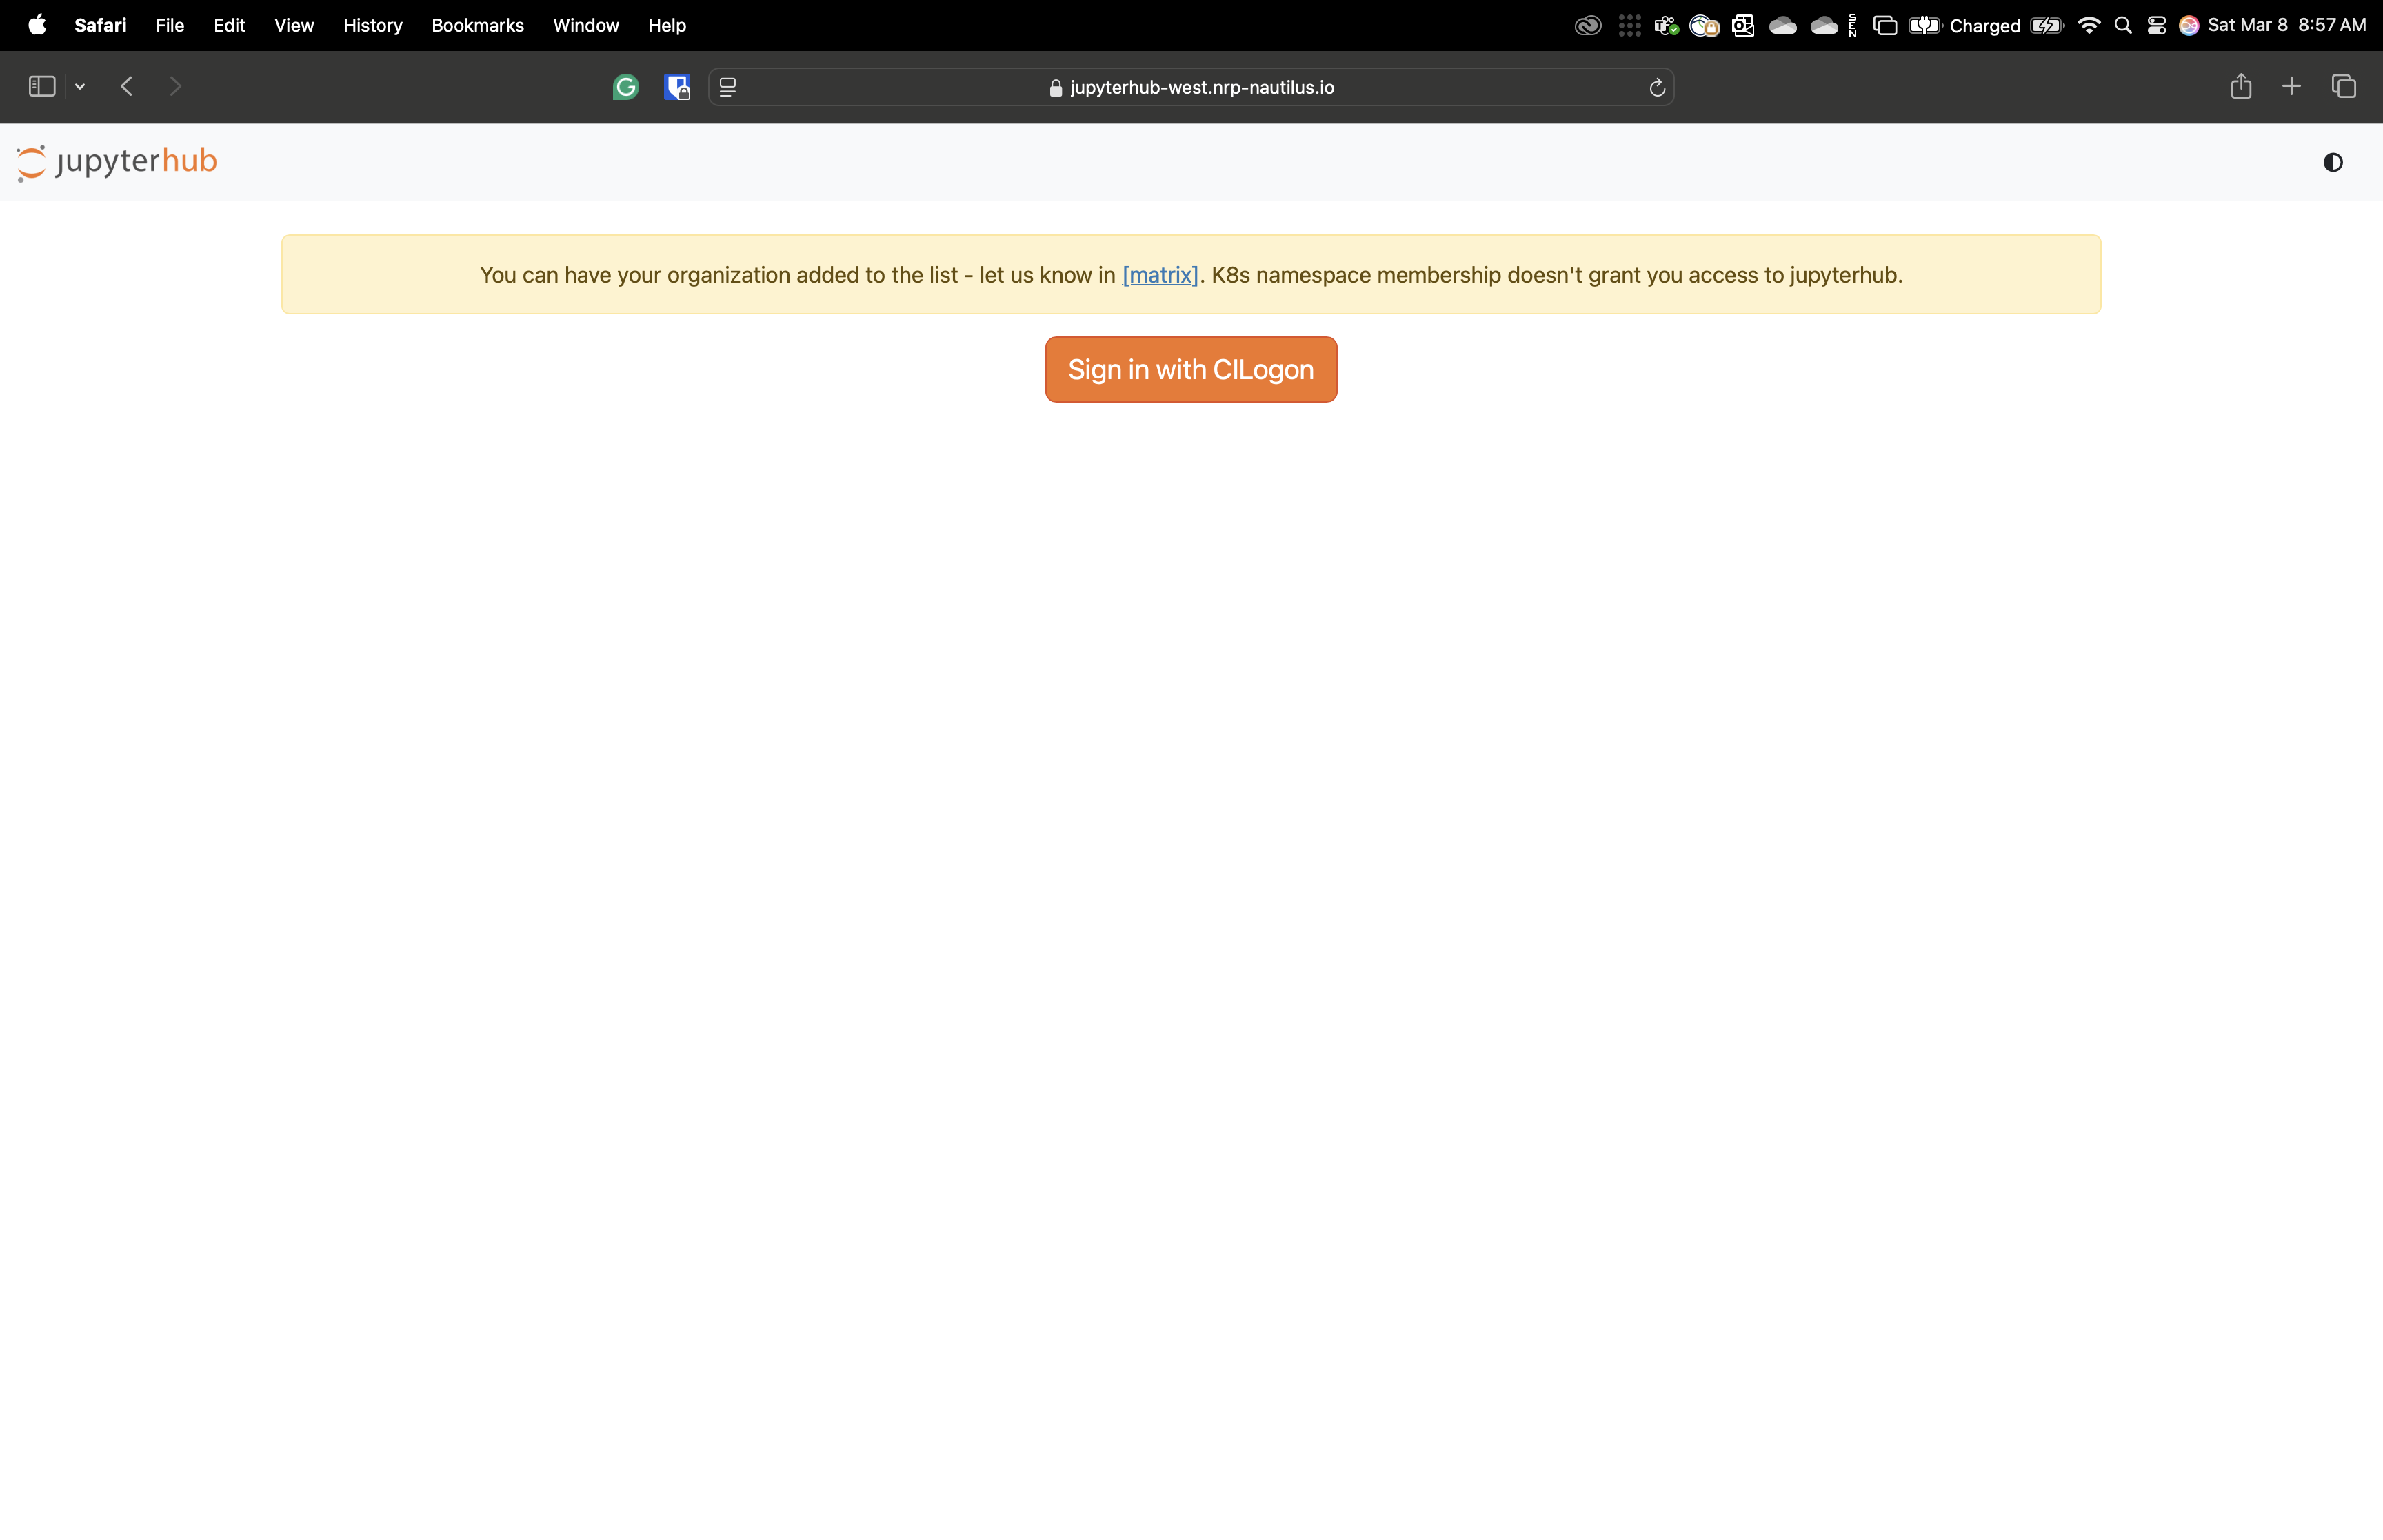 Safari File Edit View History Bookmarks Window Help SEN Charged Sat Mar 8 8:57 AM
jupyterhub-west.nrp-nautilus.io
jupyterhub
You can have your organization added to the list - let us know in [matrix]. K8s namespace membership doesn't grant you access to jupyterhub.
Sign in with CILogon